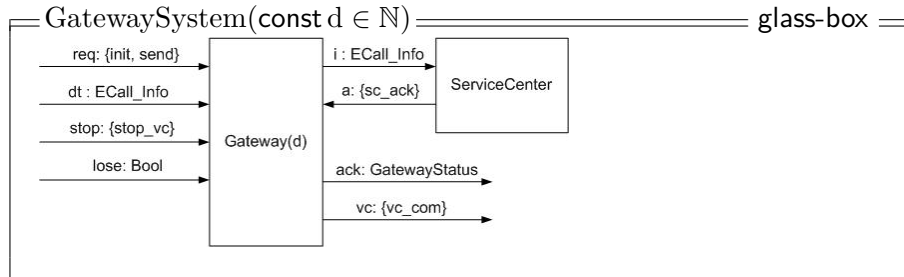 GatewaySystem(const d ∈ ℕ) glass-box
req: {init, send}
i : ECall_Info
dt : ECall_Info
a: {sc_ack}
ServiceCenter
stop: {stop_vc}
Gateway(d)
lose: Bool
ack: GatewayStatus
vc: {vc_com}